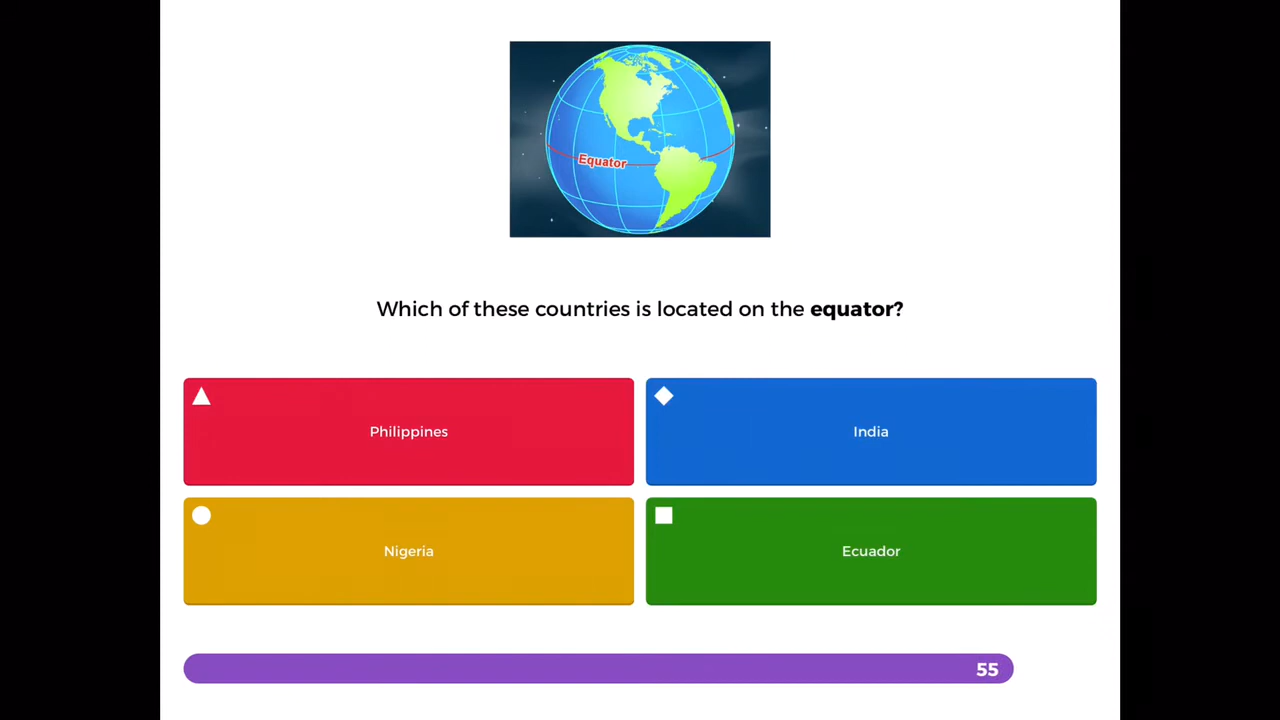 Equator
Which of these countries is located on the equator?
Philippines
India
Nigeria
Ecuador
55